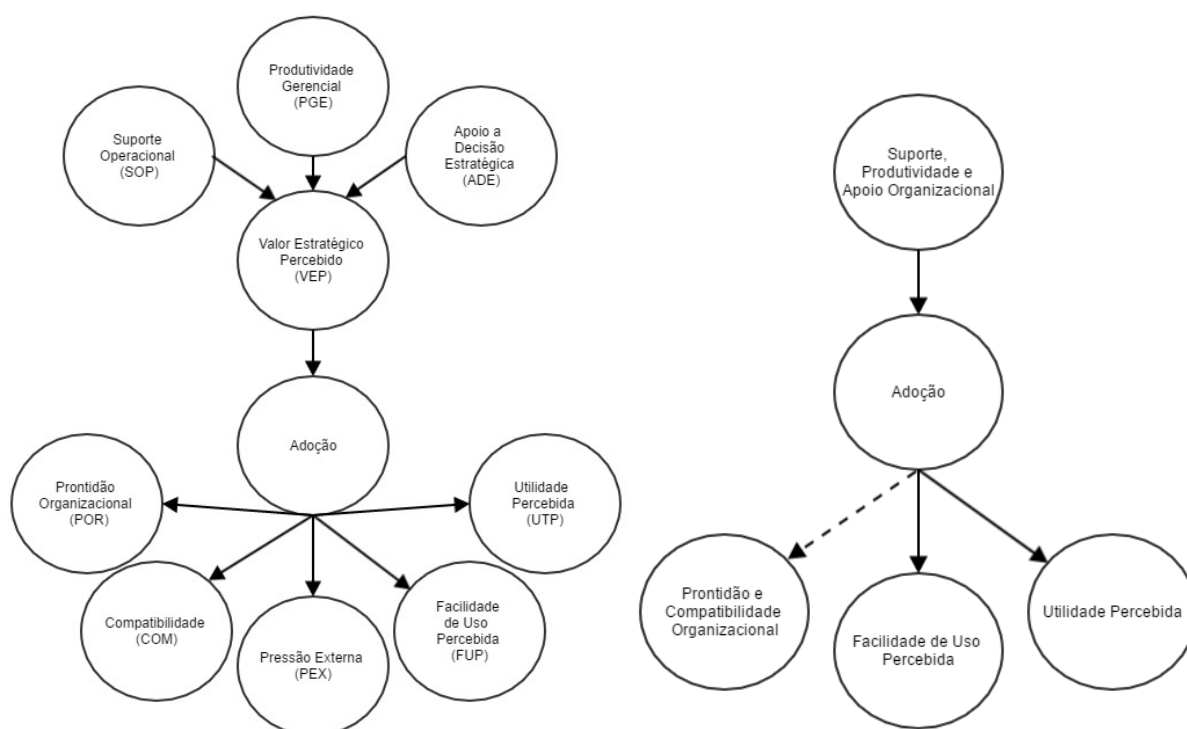 Produtividade
Gerencial
(PGE)
Suporte
Operacional
(SOP)
Apoio a
Decisão
Estratégica
(ADE)
Valor Estratégico
Percebido
(VEP)
Adoção
Prontidão
Organizacional
(POR)
Utilidade
Percebida
(UTP)
Compatibilidade
(COM)
Pressão Externa
(PEX)
Facilidade
de Uso
Percebida
(FUP)
Suporte,
Produtividade e
Apoio Organizacional
Adoção
Prontidão e
Compatibilidade
Organizacional
Facilidade de Uso
Percebida
Utilidade Percebida